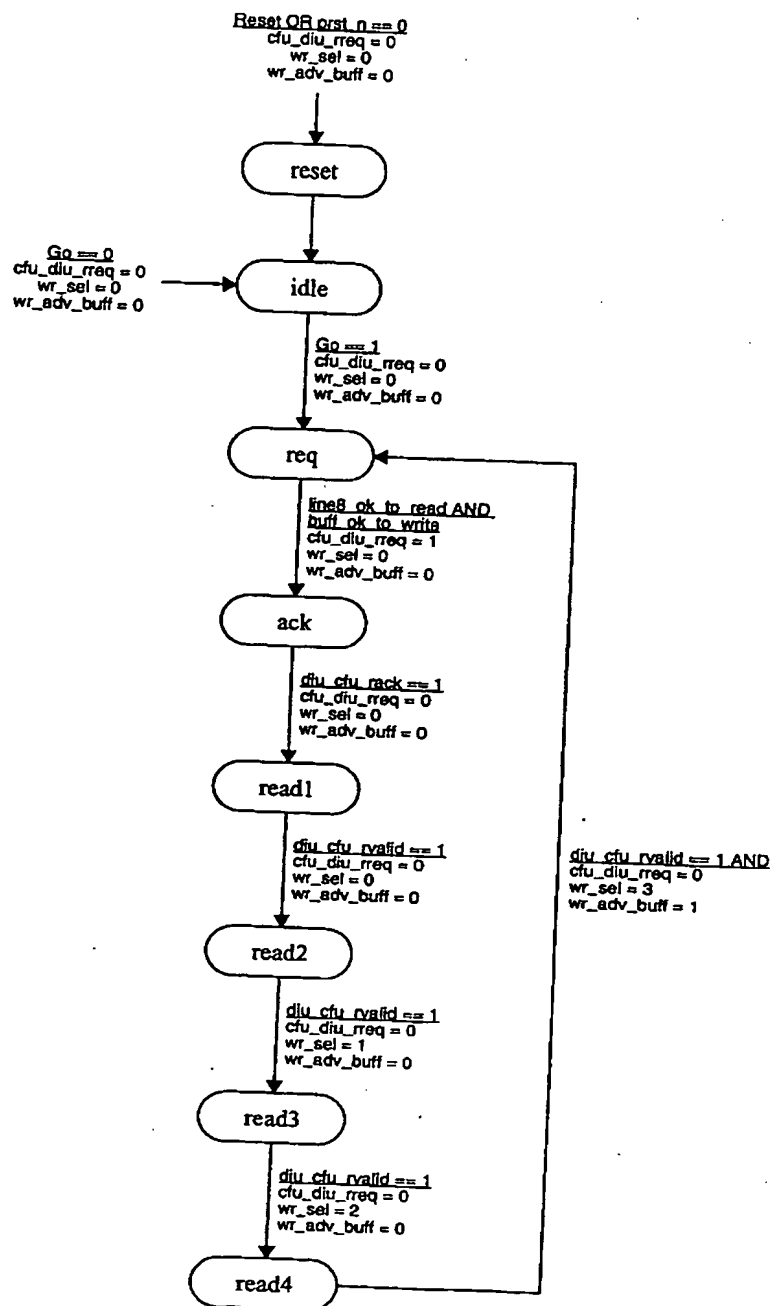 Reset OR prst_n == 0
cfu_diu_rreq = 0
wr_sel = 0
wr_adv_buff = 0
reset
Go == 0
cfu_diu_rreq = 0
wr_sel = 0
wr_adv_buff = 0
idle
Go == 1
cfu_diu_rreq = 0
wr_sel = 0
wr_adv_buff = 0
req
line8_ok_to_read AND
buff_ok_to_write
cfu_diu_rreq = 1
wr_sel = 0
wr_adv_buff = 0
ack
diu_cfu_rack == 1
cfu_diu_rreq = 0
wr_sel = 0
wr_adv_buff = 0
read1
diu_cfu_rvalid == 1
cfu_diu_rreq = 0
wr_sel = 0
wr_adv_buff = 0
diu_cfu_rvalid == 1 AND
cfu_diu_rreq = 0
wr_sel = 3
wr_adv_buff = 1
read2
diu_cfu_rvalid == 1
cfu_diu_rreq = 0
wr_sel = 1
wr_adv_buff = 0
read3
diu_cfu_rvalid == 1
cfu_diu_rreq = 0
wr_sel = 2
wr_adv_buff = 0
read4